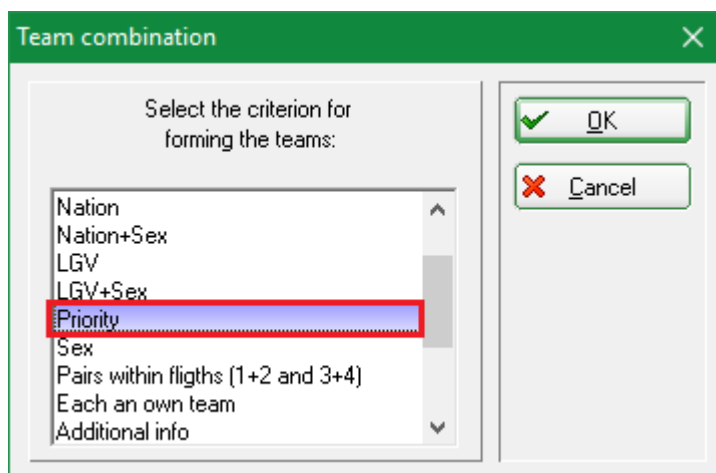 Team combination
Select the criterion for
forming the teams:
Nation
Nation+Sex
LGV
LGV+Sex
Priority
Sex
Pairs within fligths (1+2 and 3+4)
Each an own team
Additional info
OK
Cancel